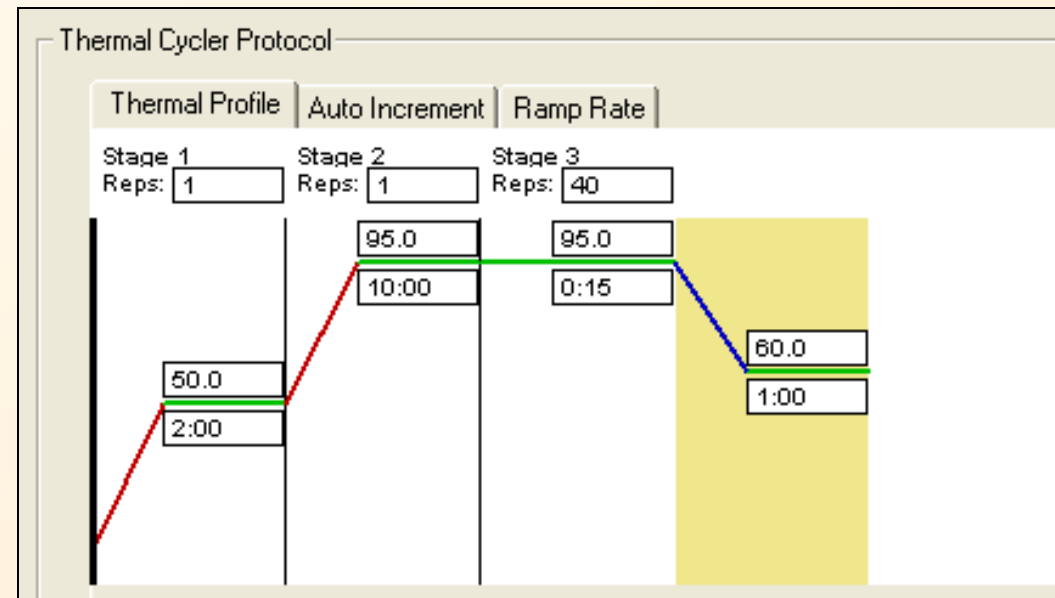 Thermal Cycler Protocol
Thermal Profile Auto Increment Ramp Rate
Stage 1 Stage 2 Stage 3
Reps: 1 Reps: 1 Reps: 40
95.0 95.0
10:00 0:15
60.0
50.0
1:00
2:00